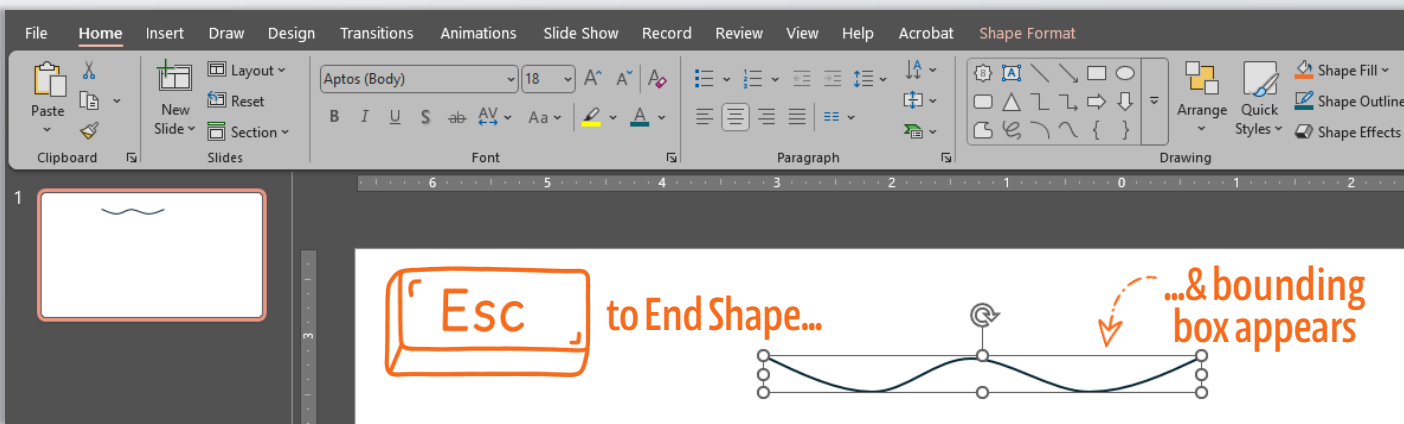 File Home Insert Draw Design Transitions Animations Slide Show Record Review View Help Acrobat Shape Format
Paste
Clipboard
New
Slide
Layout
Reset
Section
Slides
Aptos (Body) 18 A A A
B I U S ab AV Aa A
Font
Paragraph
A
Arrange
Quick
Styles
Shape Fill
Shape Outline
Shape Effects
Drawing
1
6 5 4 3 2 1 0 1 2
3
Esc
to End Shape...
...& bounding
box appears